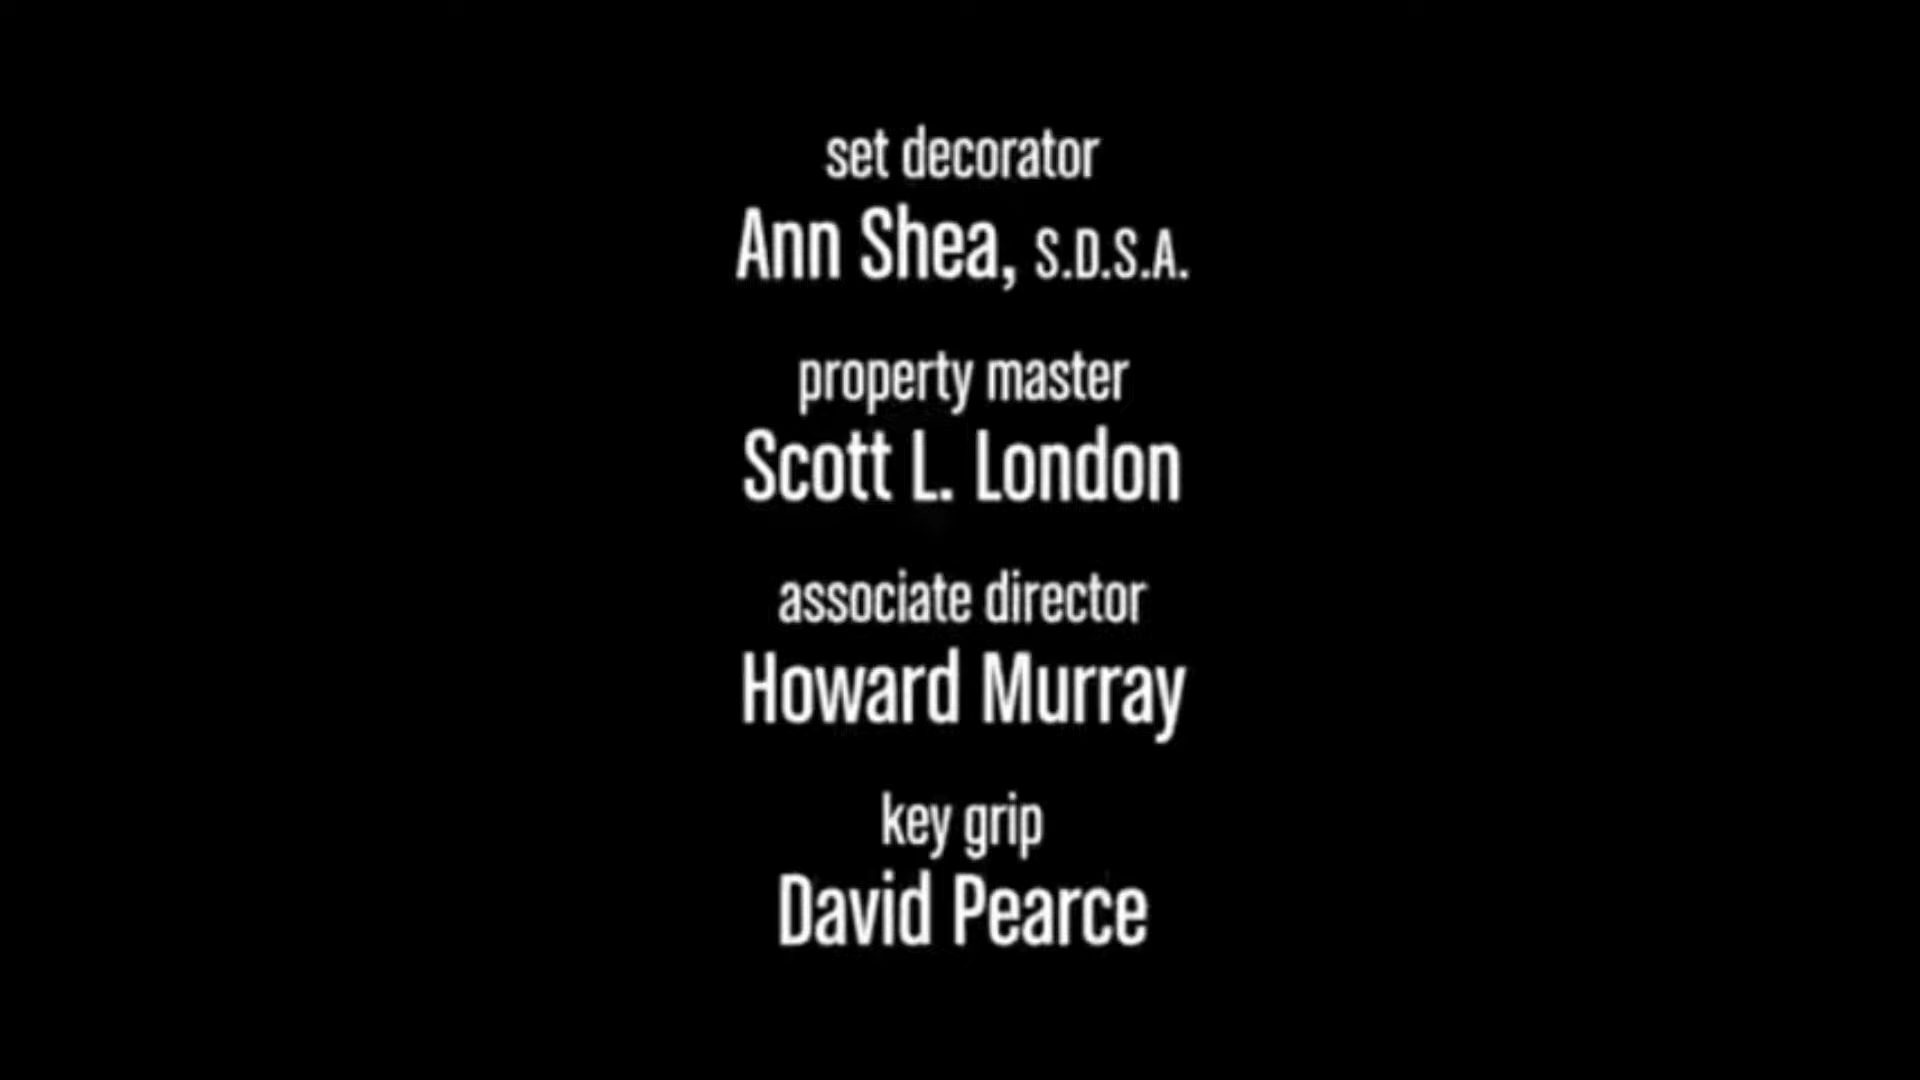 set decorator
Ann Shea, S.D.S.A.
property master
Scott L. London
associate director
Howard Murray
key grip
David Pearce